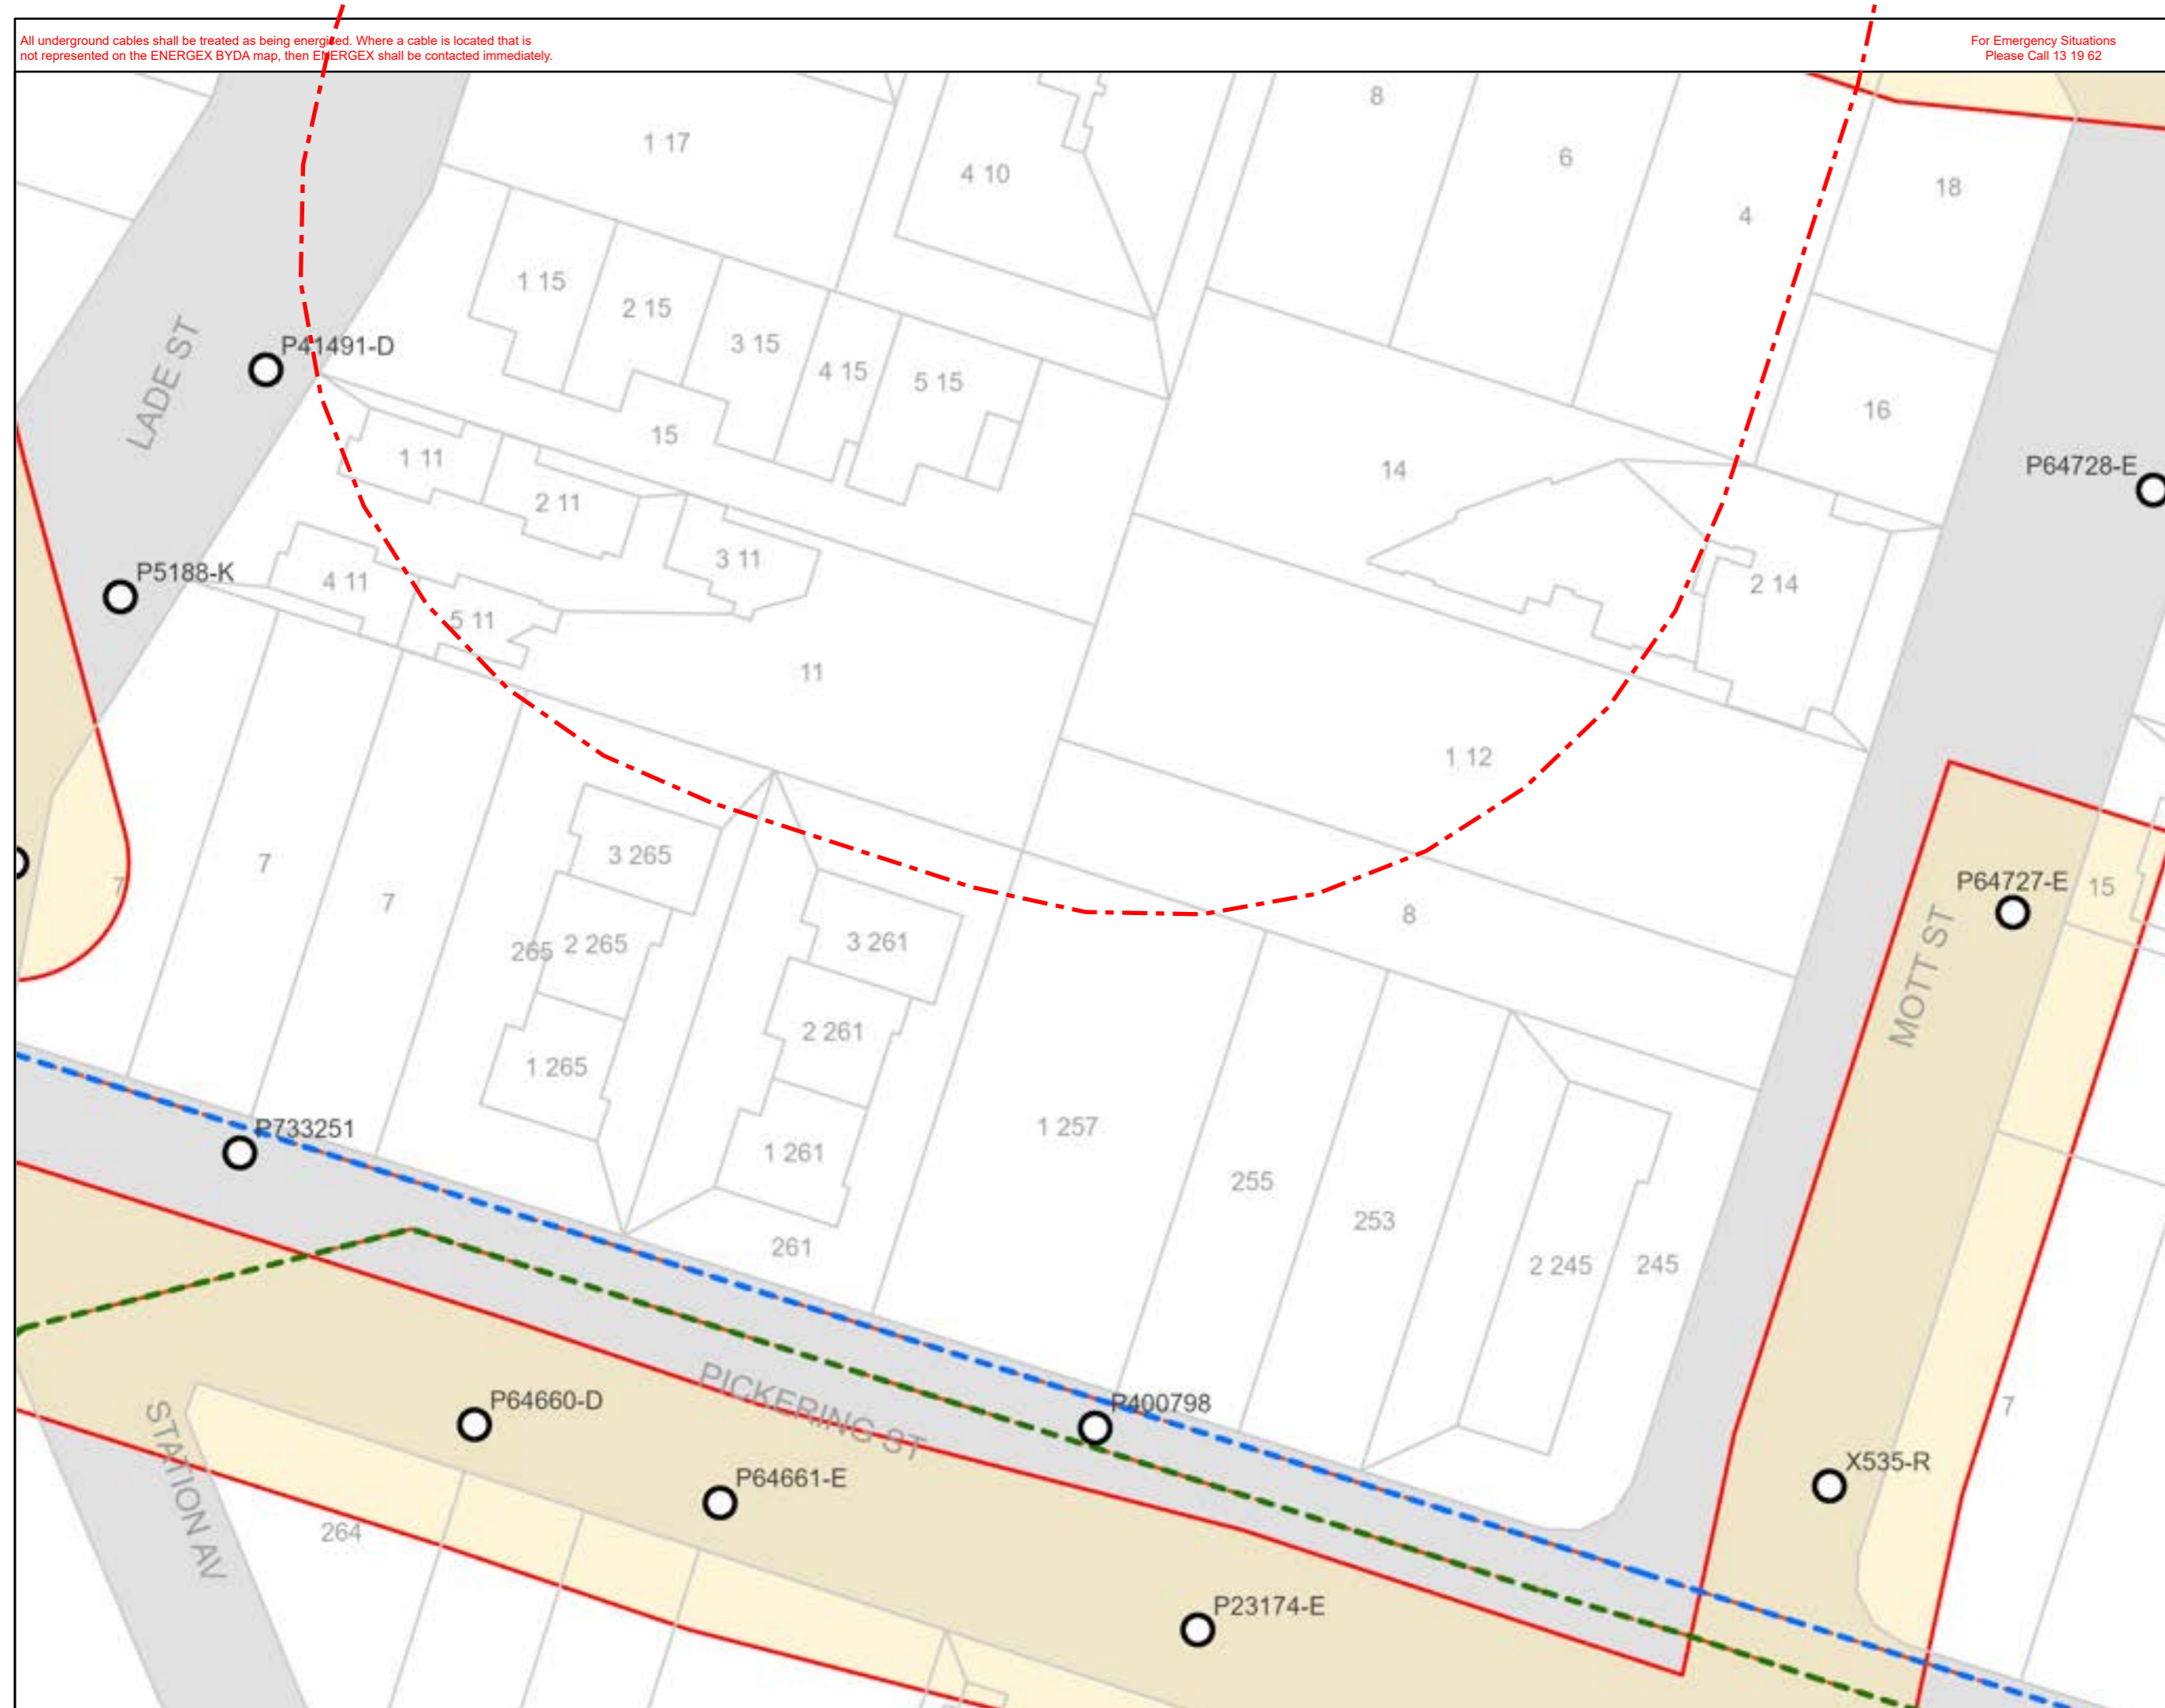 All underground cables shall be treated as being energised. Where a cable is located that is
not represented on the ENERGEX BYDA map, then ENERGEX shall be contacted immediately.
For Emergency Situations
Please Call 13 19 62
8
1 17
6
4 10
18
4
1 15
2 15
3 15
4 15
5 15
P41491-D
LADE ST
16
15
1 11
14
P64728-E
2 11
3 11
P5188-K
4 11
2 14
5 11
11
1 12
3 265
7
7
7
P64727-E
15
8
265
2 265
3 261
MOTT ST
2 261
1 265
P733251
1 257
1 261
255
253
261
2 245
245
PICKERING ST
P64660-D
P400798
7
STATION AV
P64661-E
X535-R
264
P23174-E